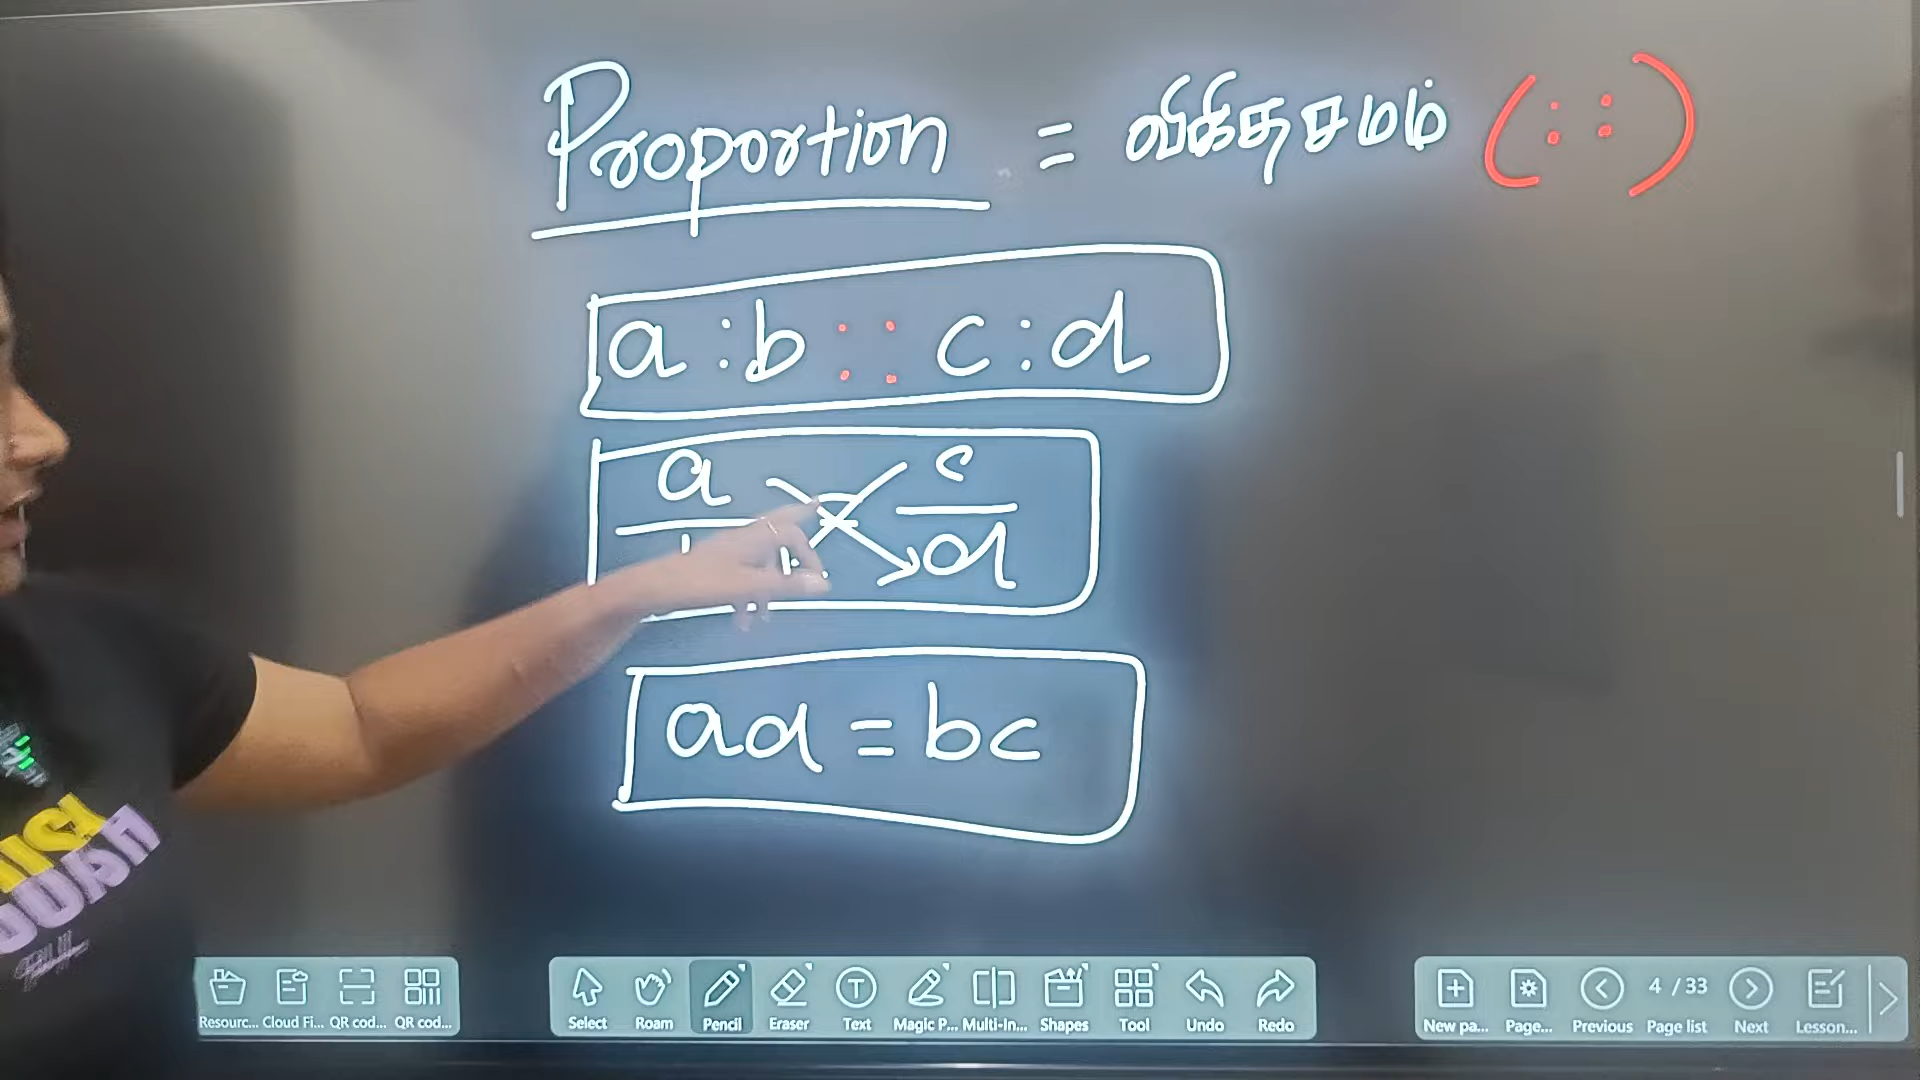 Proportion = விகிதசமம் (::)
a : b :: c : d
a c
d
ad = bc
Resourc... Cloud Fi... QR cod... QR cod...
Select Roam Pencil Eraser Text Magic P... Multi-In... Shapes Tool Undo Redo
New pa... Page... Previous 4 / 33 Page list Next Lesson...